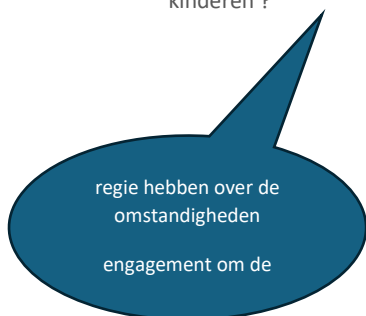 kinderen ?
regie hebben over de
omstandigheden
engagement om de